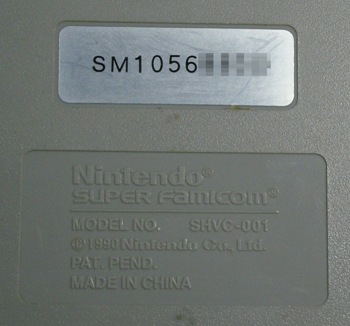 SM1056
Nintendo®
SUPER FAMICOM®
MODEL NO. SHVC-001
©1990 Nintendo Co., Ltd.
PAT. PEND.
MADE IN CHINA